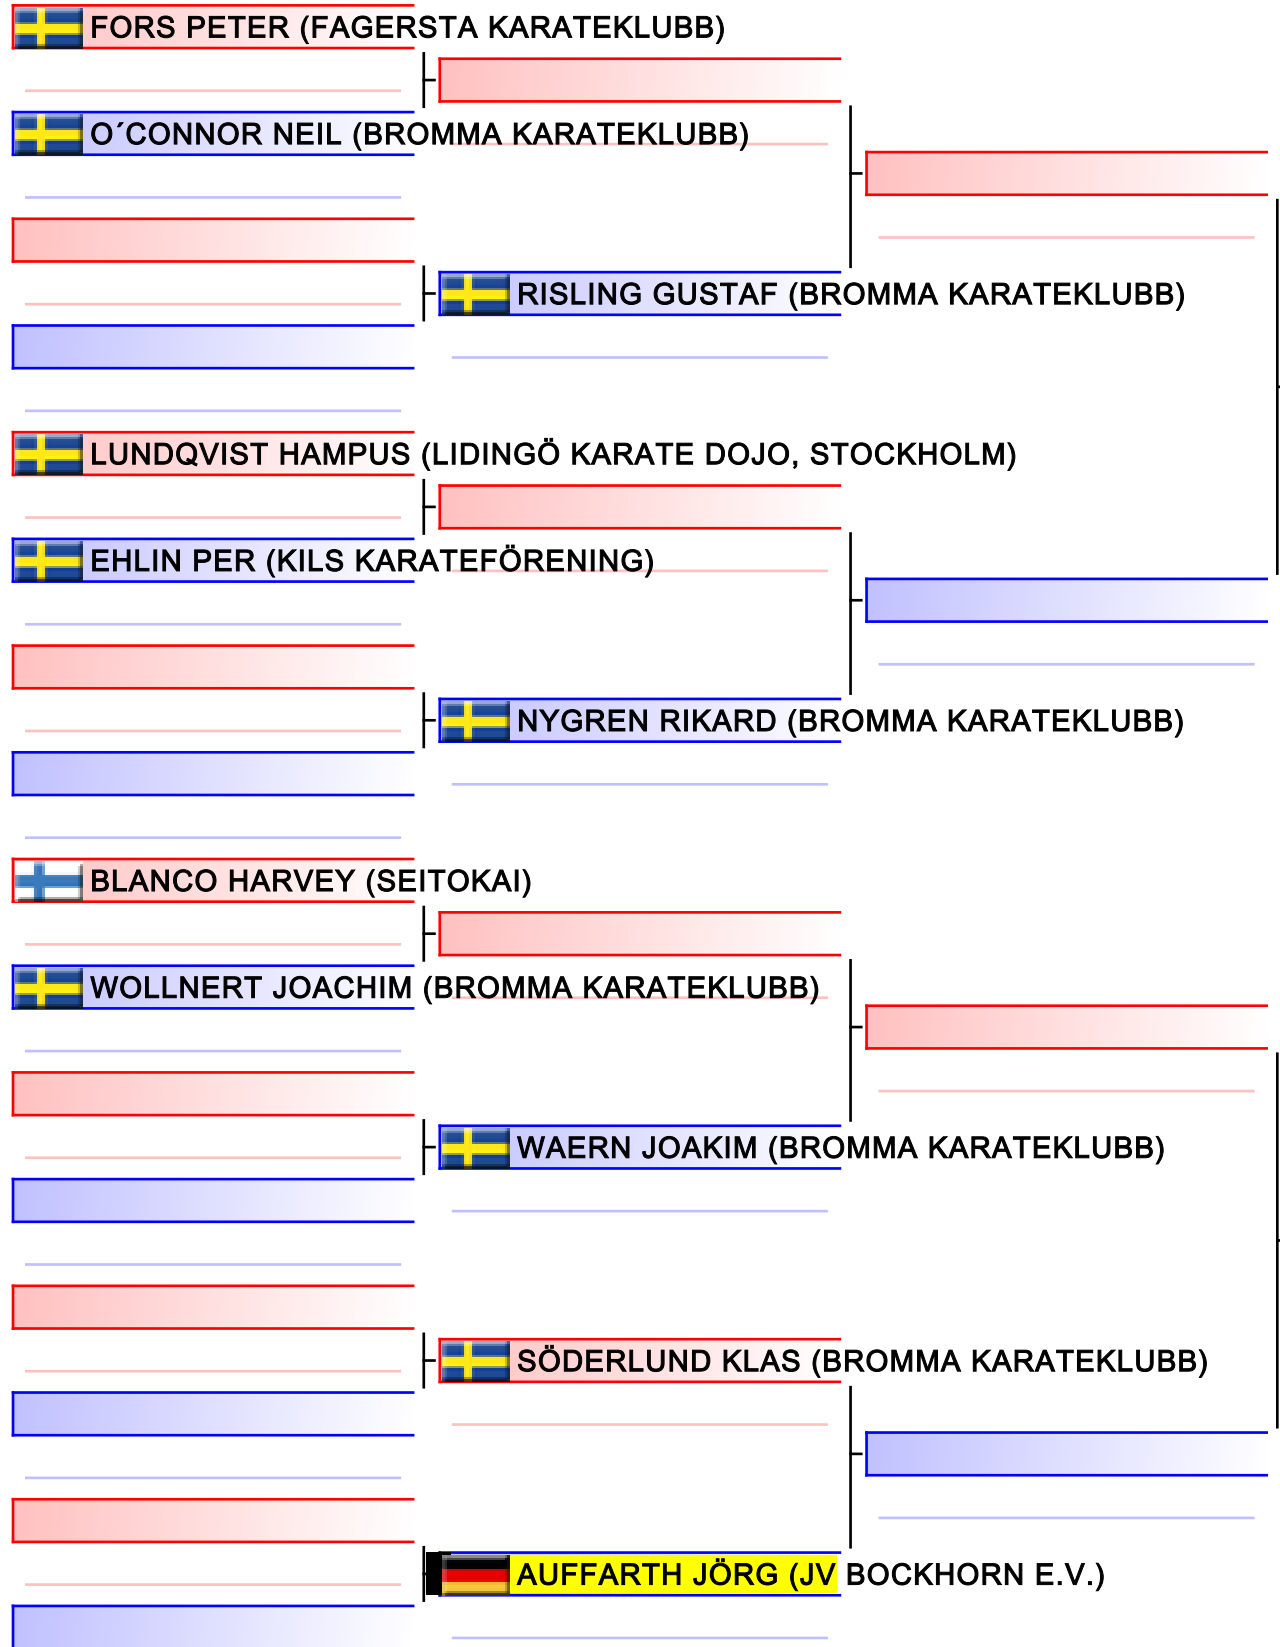 FORS PETER (FAGERSTA KARATEKLUBB)
O´CONNOR NEIL (BROMMA KARATEKLUBB)
RISLING GUSTAF (BROMMA KARATEKLUBB)
LUNDQVIST HAMPUS (LIDINGÖ KARATE DOJO, STOCKHOLM)
EHLIN PER (KILS KARATEFÖRENING)
NYGREN RIKARD (BROMMA KARATEKLUBB)
BLANCO HARVEY (SEITOKAI)
WOLLNERT JOACHIM (BROMMA KARATEKLUBB)
WAERN JOAKIM (BROMMA KARATEKLUBB)
SÖDERLUND KLAS (BROMMA KARATEKLUBB)
AUFFARTH JÖRG (JV BOCKHORN E.V.)